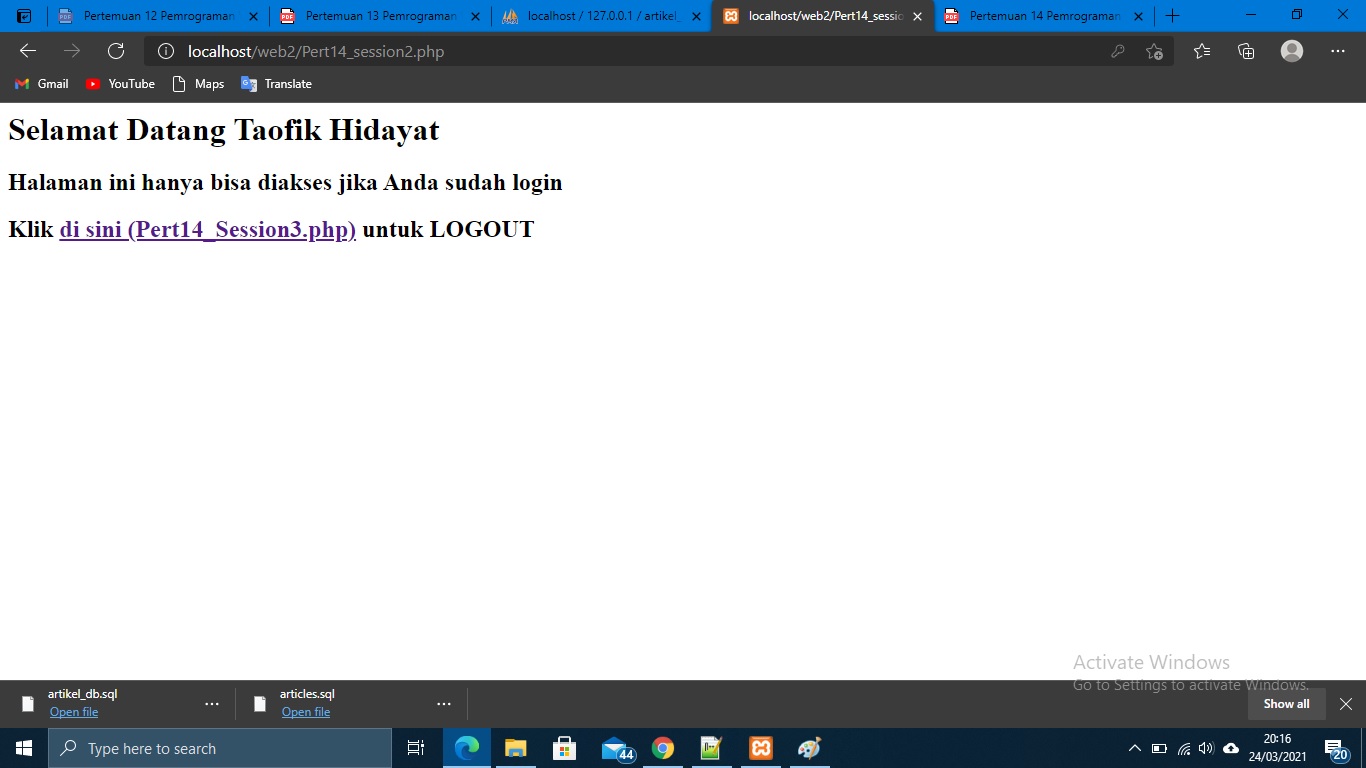 Pertemuan 12 Pemrograman
Pertemuan 13 Pemrograman
localhost / 127.0.0.1 / artikel_
localhost/web2/Pert14_sessio
Pertemuan 14 Pemrograman
localhost/web2/Pert14_session2.php
Gmail
YouTube
Maps
Translate
Selamat Datang Taofik Hidayat
Halaman ini hanya bisa diakses jika Anda sudah login
Klik di sini (Pert14_Session3.php) untuk LOGOUT
Activate Windows
Go to Settings to activate Windows.
artikel_db.sql
Open file
articles.sql
Open file
Show all
Type here to search
44
20:16
24/03/2021
20